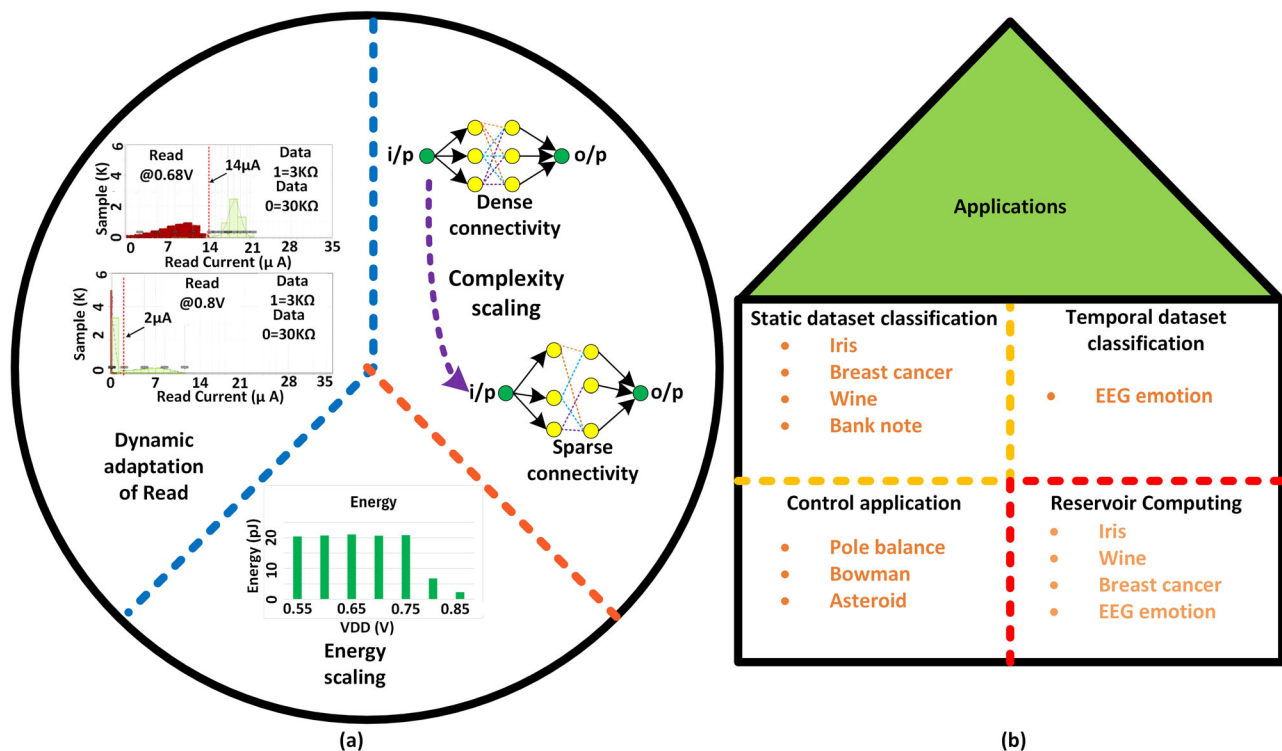 6
4
2
0
Sample (K)
Read
@0.68V
14µA
Data
1=3KΩ
Data
0=30KΩ
0 7 14 21 28 35
Read Current (µ A)
6
4
2
0
Sample (K)
Read
@0.8V
2µA
Data
1=3KΩ
Data
0=30KΩ
0 7 14 21 28 35
Read Current (µ A)
Dynamic
adaptation
of Read
i/p
o/p
Dense
connectivity
Complexity
scaling
i/p
o/p
Sparse
connectivity
Energy
Energy (pJ)
20
10
0
0.55 0.65 0.75 0.85
VDD (V)
Energy
scaling
(a)
Applications
Static dataset classification
• Iris
• Breast cancer
• Wine
• Bank note
Temporal dataset
classification
• EEG emotion
Control application
• Pole balance
• Bowman
• Asteroid
Reservoir Computing
• Iris
• Wine
• Breast cancer
• EEG emotion
(b)